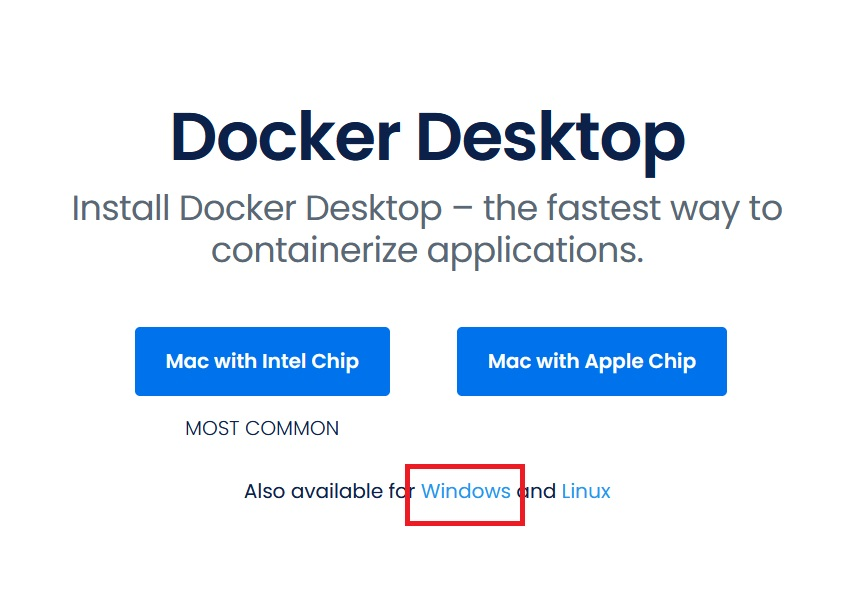 Docker Desktop
Install Docker Desktop – the fastest way to
containerize applications.
Mac with Intel Chip
Mac with Apple Chip
MOST COMMON
Also available for Windows and Linux